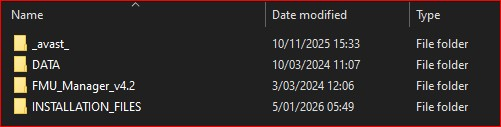 Name Date modified Type
_avast_ 10/11/2025 15:33 File folder
DATA 10/03/2024 11:07 File folder
FMU_Manager_v4.2 3/03/2024 12:06 File folder
INSTALLATION_FILES 5/01/2026 05:49 File folder